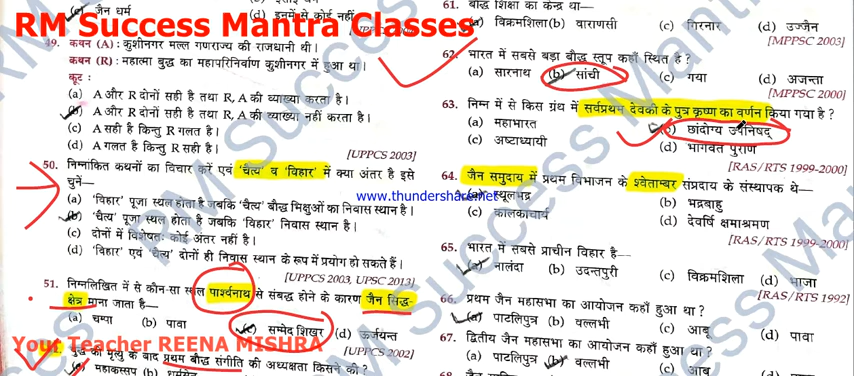 (c) जैन धर्म
(d) इनमें से कोई नहीं
RM Success Mantra Classes
49. कथन (A) : कुशीनगर मल्ल गणराज्य की राजधानी थी।
कथन (R) : महात्मा बुद्ध का महापरिनिर्वाण कुशीनगर में हुआ था।
कूट :
(a) A और R दोनों सही है तथा R, A की व्याख्या करता है।
(b) A और R दोनों सही है तथा R, A की व्याख्या नहीं करता है।
(c) A सही है किन्तु R गलत है।
(d) A गलत है किन्तु R सही है।
[UPPCS 2003]
50. निम्नांकित कथनों का विचार करें एवं 'चैत्य' व 'विहार' में क्या अंतर है इसे
चुनें—
(a) 'विहार' पूजा स्थल होता है जबकि 'चैत्य' बौद्ध भिक्षुओं का निवास स्थान है।
(b) 'चैत्य' पूजा स्थल होता है जबकि 'विहार' निवास स्थान है।
(c) दोनों में विशेषतः कोई अंतर नहीं है।
(d) 'विहार' एवं 'चैत्य' दोनों ही निवास स्थान के रूप में प्रयोग हो सकते हैं।
[UPPCS 2003, UPSC 2013]
51. निम्नलिखित में से कौन-सा स्थल पार्श्वनाथ से संबद्ध होने के कारण जैन सिद्ध-
क्षेत्र माना जाता है—
(a) चम्पा (b) पावा (c) सम्मेद शिखर (d) ऊर्जयन्त
[UPPCS 2002]
Your Teacher REENA MISHRA
बुद्ध की मृत्यु के बाद प्रथम बौद्ध संगीति की अध्यक्षता किसने की?
(a) महाकस्सप (b) धर्मसेन
61. बौद्ध शिक्षा का केन्द्र था—
(a) विक्रमशिला (b) वाराणसी (c) गिरनार (d) उज्जैन
[MPPSC 2003]
62. भारत में सबसे बड़ा बौद्ध स्तूप कहाँ स्थित है ?
(a) सारनाथ (b) सांची (c) गया (d) अजन्ता
[MPPSC 2000]
63. निम्न में से किस ग्रंथ में सर्वप्रथम देवकी के पुत्र कृष्ण का वर्णन किया गया है ?
(a) महाभारत (b) छांदोग्य उपनिषद्
(c) अष्टाध्यायी (d) भागवत पुराण
[RAS/RTS 1999-2000]
64. जैन समुदाय में प्रथम विभाजन के श्वेताम्बर संप्रदाय के संस्थापक थे—
www.thundershare.net
(a) स्थूलभद्र (b) भद्रबाहु
(c) कालकाचार्य (d) देवर्षि क्षमाश्रमण
[RAS/RTS 1999-2000]
65. भारत में सबसे प्राचीन विहार है—
(a) नालंदा (b) उदन्तपुरी (c) विक्रमशिला (d) भाजा
[RAS/RTS 1992]
66. प्रथम जैन महासभा का आयोजन कहाँ हुआ था ?
(a) पाटलिपुत्र (b) वल्लभी (c) आबू (d) पावा
67. द्वितीय जैन महासभा का आयोजन कहाँ हुआ था ?
(a) पाटलिपुत्र (b) वल्लभी (c) आबू (d) पावा